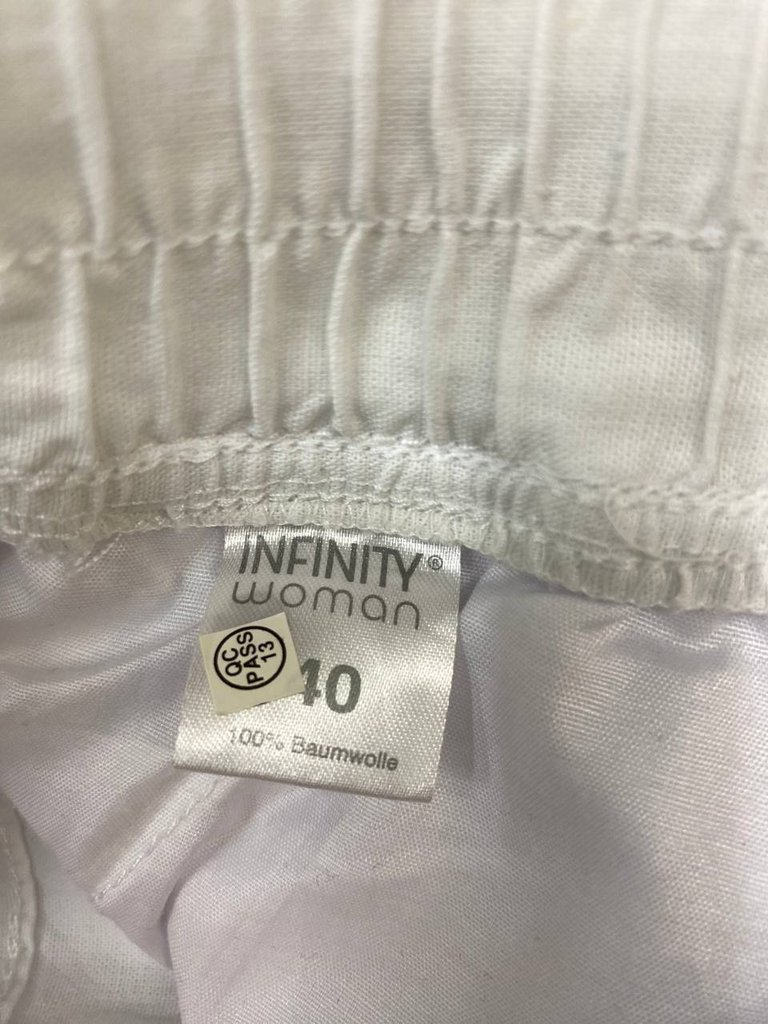 INFINITY®
woman
QC
PASS
13
40
100% Baumwolle